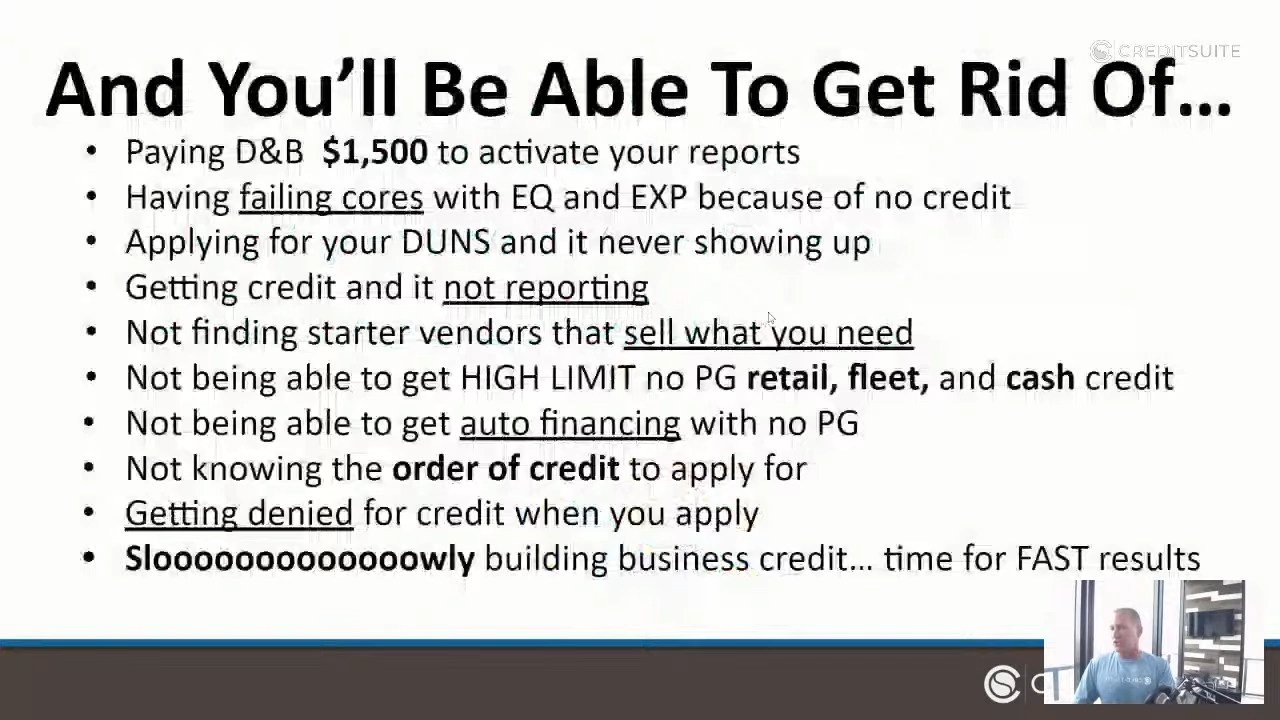 CREDITSUITE
And You'll Be Able To Get Rid Of...
• Paying D&B $1,500 to activate your reports
• Having failing cores with EQ and EXP because of no credit
• Applying for your DUNS and it never showing up
• Getting credit and it not reporting
• Not finding starter vendors that sell what you need
• Not being able to get HIGH LIMIT no PG retail, fleet, and cash credit
• Not being able to get auto financing with no PG
• Not knowing the order of credit to apply for
• Getting denied for credit when you apply
• Sloooooooooooooowly building business credit... time for FAST results